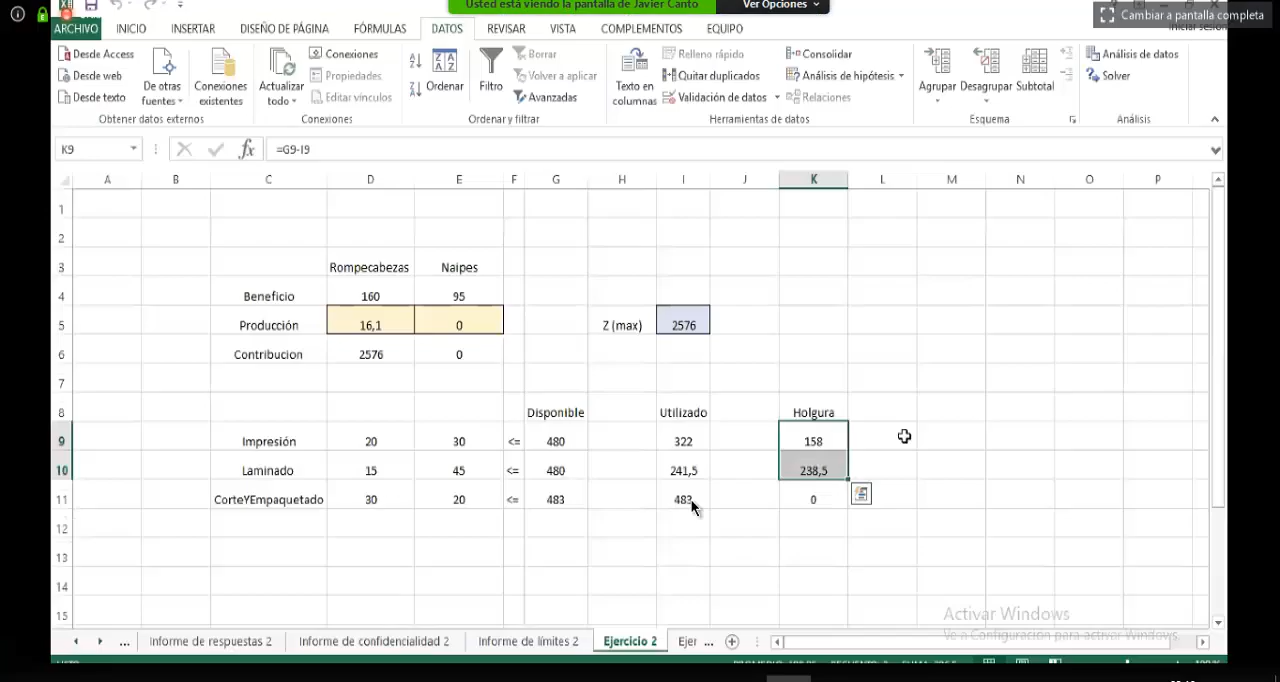 Usted está viendo la pantalla de Javier Canto
Ver Opciones
Cambiar a pantalla completa
ARCHIVO INICIO INSERTAR DISEÑO DE PÁGINA FÓRMULAS DATOS REVISAR VISTA COMPLEMENTOS EQUIPO
Desde Access
Desde web
Desde texto
De otras
fuentes
Conexiones
existentes
Obtener datos externos
Actualizar
todo
Conexiones
Propiedades
Editar vínculos
Conexiones
Ordenar
Filtro
Borrar
Volver a aplicar
Avanzadas
Ordenar y filtrar
Texto en
columnas
Relleno rápido
Quitar duplicados
Validación de datos
Consolidar
Análisis de hipótesis
Relaciones
Herramientas de datos
Agrupar
Desagrupar
Subtotal
Esquema
Análisis de datos
Solver
Análisis
K9 fx =G9-I9
A B C D E F G H I J K L M N O P
1
2
3 Rompecabezas Naipes
4 Beneficio 160 95
5 Producción 16,1 0 Z (max) 2576
6 Contribucion 2576 0
7
8 Disponible Utilizado Holgura
9 Impresión 20 30 <= 480 322 158
10 Laminado 15 45 <= 480 241,5 238,5
11 CorteYEmpaquetado 30 20 <= 483 483 0
12
13
14
15
Activar Windows
Ve a Configuración para activar Windows.
... Informe de respuestas 2 Informe de confidencialidad 2 Informe de límites 2 Ejercicio 2 Ejer ...